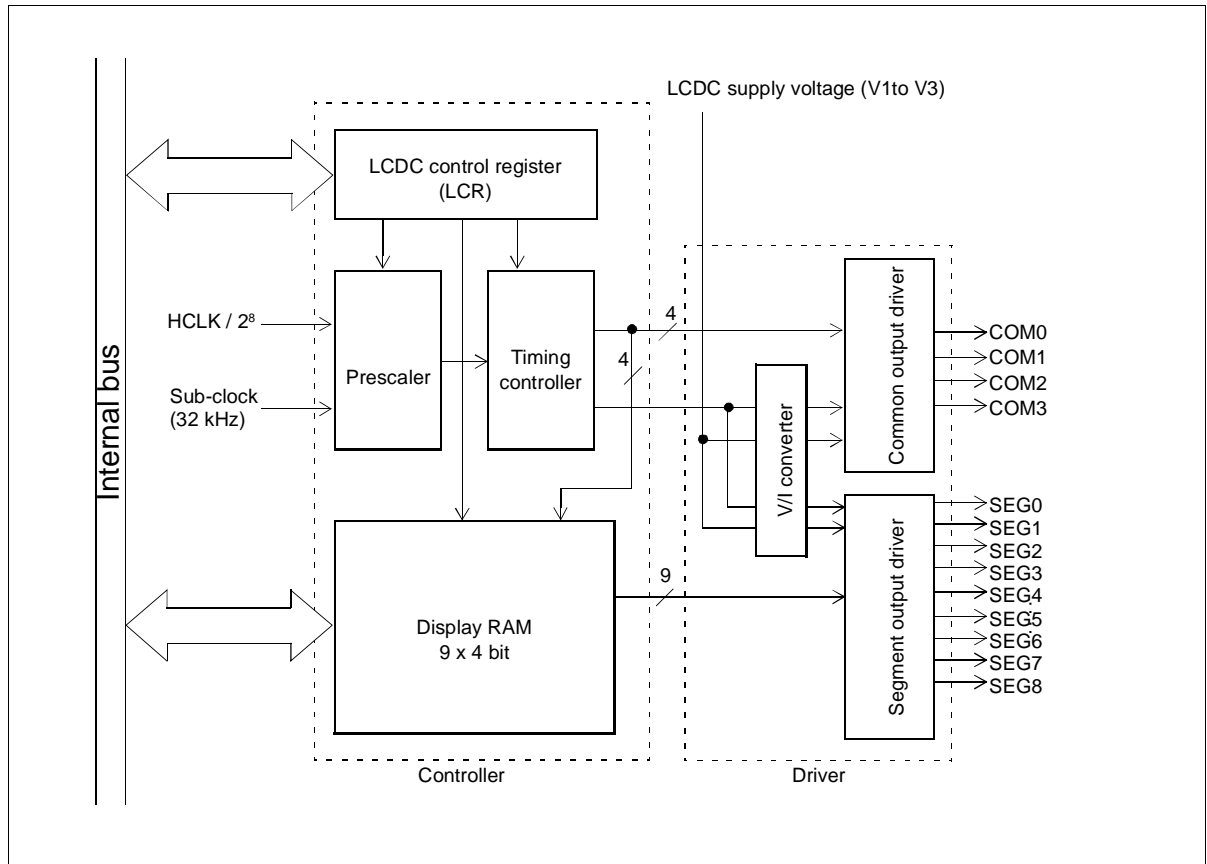 LCDC supply voltage (V1to V3)
LCDC control register
(LCR)
Internal bus
HCLK / 2⁸
Sub-clock
(32 kHz)
Prescaler
Timing
controller
4
4
V/I converter
Common output driver
COM0
COM1
COM2
COM3
Display RAM
9 x 4 bit
9
Segment output driver
SEG0
SEG1
SEG2
SEG3
SEG4
SEG5
SEG6
SEG7
SEG8
Controller
Driver